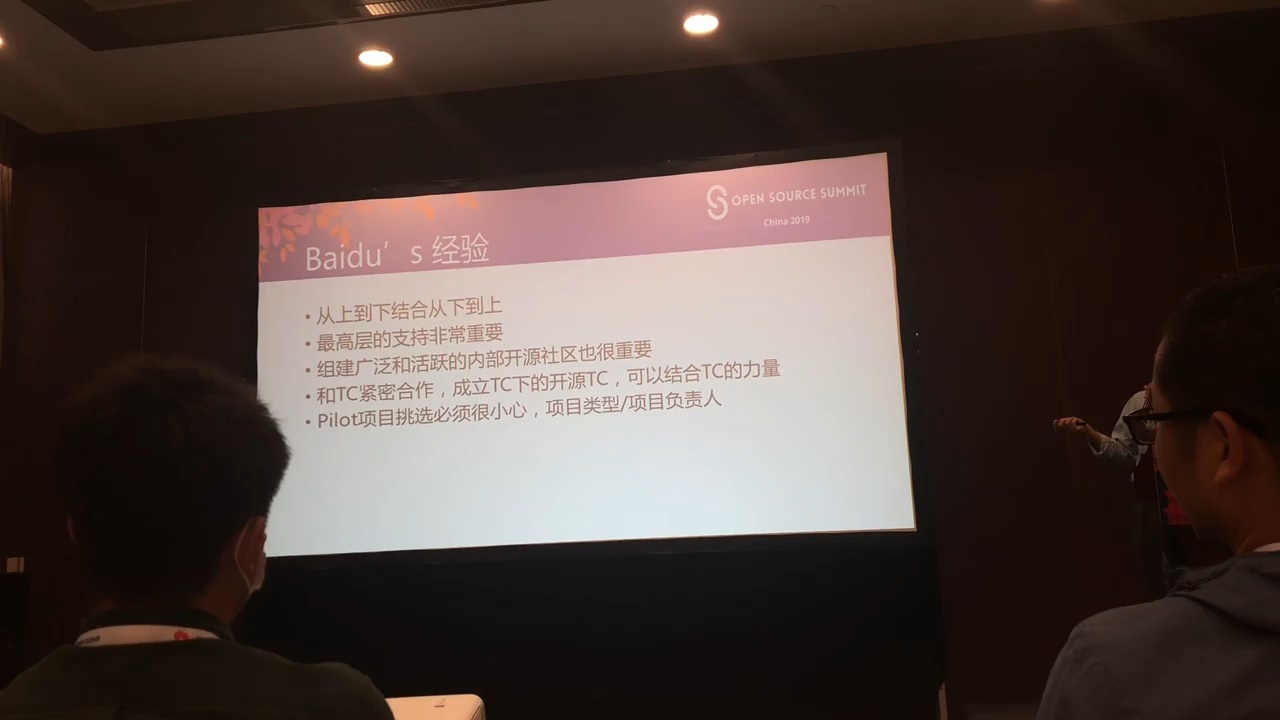 OPEN SOURCE SUMMIT
China 2019
Baidu’s 经验
• 从上到下结合从下到上
• 最高层的支持非常重要
• 组建广泛和活跃的内部开源社区也很重要
• 和TC紧密合作，成立TC下的开源TC，可以结合TC的力量
• Pilot项目挑选必须很小心，项目类型/项目负责人